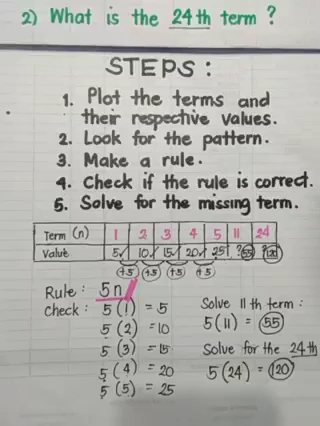 2) What is the 24th term ?
STEPS :
1. Plot the terms and
their respective values.
2. Look for the pattern.
3. Make a rule.
4. Check if the rule is correct.
5. Solve for the missing term.
Term (n) 1 2 3 4 5 11 24
Value 5 10 15 20 25 ? 55 ? 120
+5 +5 +5 +5
Rule : 5n
Check : 5 (1) = 5
5 (2) = 10
5 (3) = 15
5 (4) = 20
5 (5) = 25
Solve 11th term :
5 (11) = 55
Solve for the 24th
5 (24) = 120